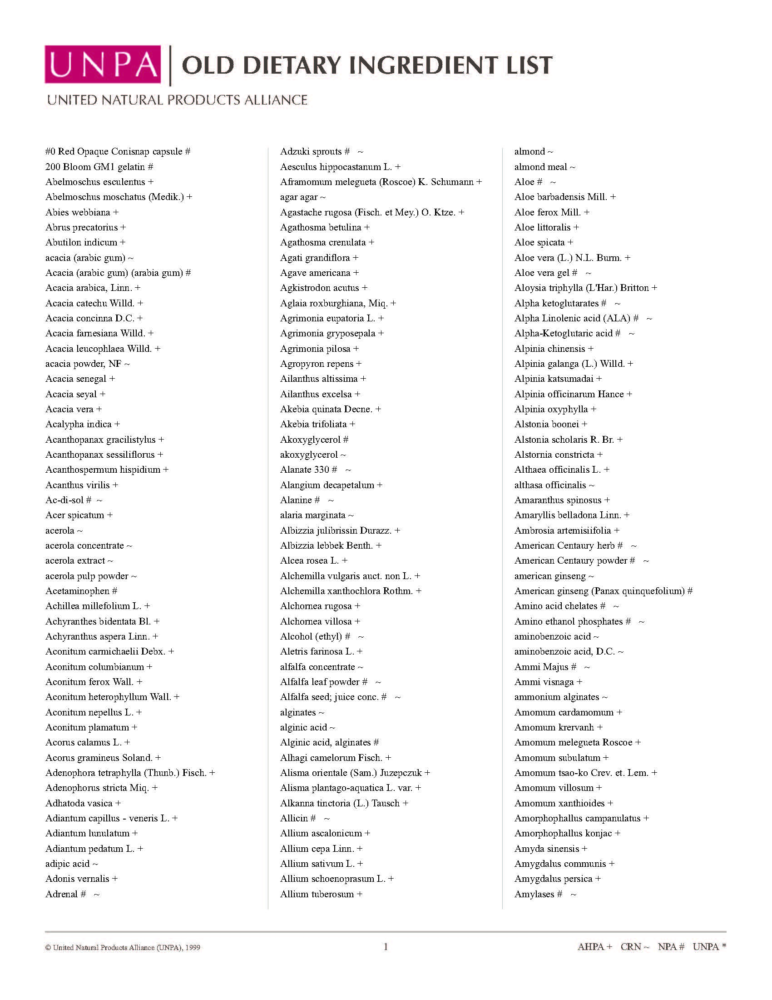 UNPA
OLD DIETARY INGREDIENT LIST
UNITED NATURAL PRODUCTS ALLIANCE
#0 Red Opaque Conisnap capsule #
200 Bloom GM1 gelatin #
Abelmoschus esculentus +
Abelmoschus moschatus (Medik.) +
Abies webbiana +
Abrus precatorius +
Abutilon indicum +
acacia (arabic gum) ~
Acacia (arabic gum) (arabia gum) #
Acacia arabica, Linn. +
Acacia catechu Willd. +
Acacia concinna D.C. +
Acacia farnesiana Willd. +
Acacia leucophlaea Willd. +
acacia powder, NF ~
Acacia senegal +
Acacia seyal +
Acacia vera +
Acalypha indica +
Acanthopanax gracilistylus +
Acanthopanax sessiliflorus +
Acanthospermum hispidium +
Acanthus virilis +
Ac-di-sol # ~
Acer spicatum +
acerola ~
acerola concentrate ~
acerola extract ~
acerola pulp powder ~
Acetaminophen #
Achillea millefolium L. +
Achyranthes bidentata Bl. +
Achyranthus aspera Linn. +
Aconitum carmichaelii Debx. +
Aconitum columbianum +
Aconitum ferox Wall. +
Aconitum heterophyllum Wall. +
Aconitum nepellus L. +
Aconitum plamatum +
Acorus calamus L. +
Acorus gramineus Soland. +
Adenophora tetraphylla (Thunb.) Fisch. +
Adenophorus stricta Miq. +
Adhatoda vasica +
Adiantum capillus - veneris L. +
Adiantum lunulatum +
Adiantum pedatum L. +
adipic acid ~
Adonis vernalis +
Adrenal # ~
Adzuki sprouts # ~
Aesculus hippocastanum L. +
Aframomum melegueta (Roscoe) K. Schumann +
agar agar ~
Agastache rugosa (Fisch. et Mey.) O. Ktze. +
Agathosma betulina +
Agathosma crenulata +
Agati grandiflora +
Agave americana +
Agkistrodon acutus +
Aglaia roxburghiana, Miq. +
Agrimonia eupatoria L. +
Agrimonia gryposepala +
Agrimonia pilosa +
Agropyron repens +
Ailanthus altissima +
Ailanthus excelsa +
Akebia quinata Decne. +
Akebia trifoliata +
Akoxyglycerol #
akoxyglycerol ~
Alanate 330 # ~
Alangium decapetalum +
Alanine # ~
alaria marginata ~
Albizzia julibrissin Durazz. +
Albizzia lebbek Benth. +
Alcea rosea L. +
Alchemilla vulgaris auct. non L. +
Alchemilla xanthochlora Rothm. +
Alchornea rugosa +
Alchornea villosa +
Alcohol (ethyl) # ~
Aletris farinosa L. +
alfalfa concentrate ~
Alfalfa leaf powder # ~
Alfalfa seed; juice conc. # ~
alginates ~
alginic acid ~
Alginic acid, alginates #
Alhagi camelorum Fisch. +
Alisma orientale (Sam.) Juzepczuk +
Alisma plantago-aquatica L. var. +
Alkanna tinctoria (L.) Tausch +
Allicin # ~
Allium ascalonicum +
Allium cepa Linn. +
Allium sativum L. +
Allium schoenoprasum L. +
Allium tuberosum +
almond ~
almond meal ~
Aloe # ~
Aloe barbadensis Mill. +
Aloe ferox Mill. +
Aloe littoralis +
Aloe spicata +
Aloe vera (L.) N.L. Burm. +
Aloe vera gel # ~
Aloysia triphylla (L'Har.) Britton +
Alpha ketoglutarates # ~
Alpha Linolenic acid (ALA) # ~
Alpha-Ketoglutaric acid # ~
Alpinia chinensis +
Alpinia galanga (L.) Willd. +
Alpinia katsumadai +
Alpinia officinarum Hance +
Alpinia oxyphylla +
Alstonia boonei +
Alstonia scholaris R. Br. +
Alstornia constricta +
Althaea officinalis L. +
althasa officinalis ~
Amaranthus spinosus +
Amaryllis belladona Linn. +
Ambrosia artemisiifolia +
American Centaury herb # ~
American Centaury powder # ~
american ginseng ~
American ginseng (Panax quinquefolium) #
Amino acid chelates # ~
Amino ethanol phosphates # ~
aminobenzoic acid ~
aminobenzoic acid, D.C. ~
Ammi Majus # ~
Ammi visnaga +
ammonium alginates ~
Amomum cardamomum +
Amomum krervanh +
Amomum melegueta Roscoe +
Amomum subulatum +
Amomum tsao-ko Crev. et. Lem. +
Amomum villosum +
Amomum xanthioides +
Amorphophallus campanulatus +
Amorphophallus konjac +
Amyda sinensis +
Amygdalus communis +
Amygdalus persica +
Amylases # ~
© United Natural Products Alliance (UNPA), 1999
1
AHPA + CRN ~ NPA # UNPA *